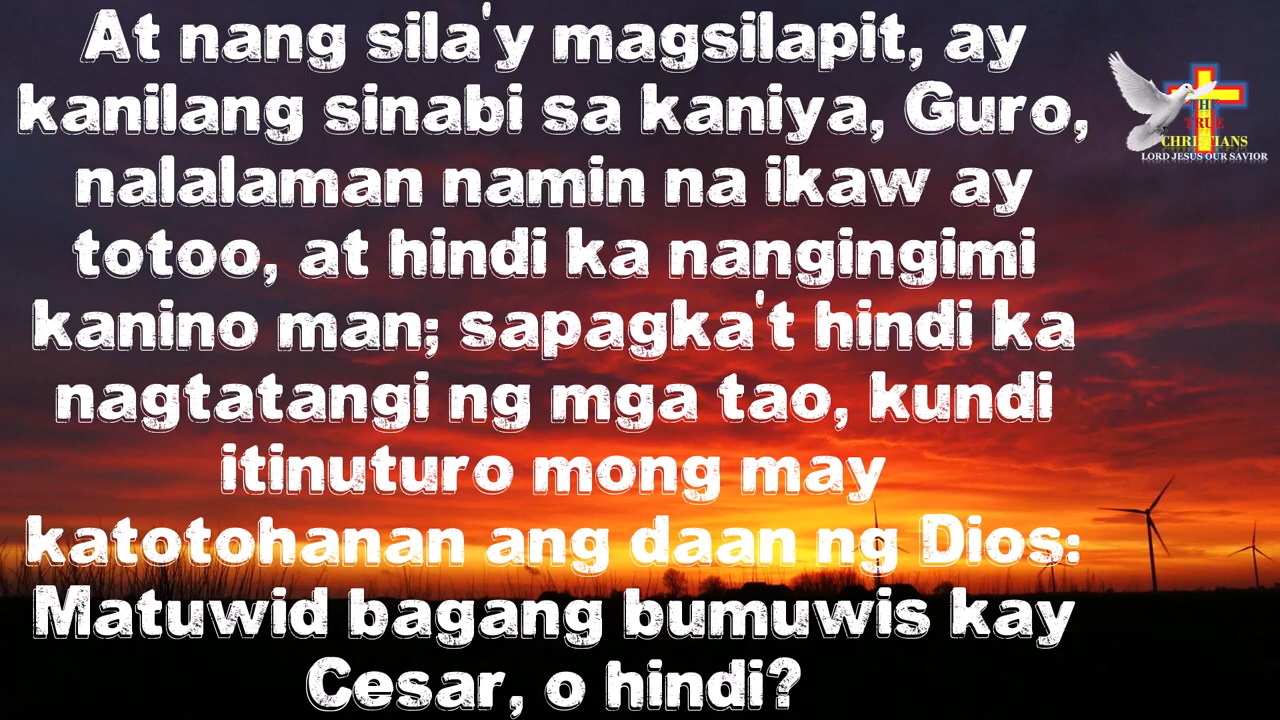 At nang sila'y magsilapit, ay
kanilang sinabi sa kaniya, Guro,
nalalaman namin na ikaw ay
totoo, at hindi ka nangingimi
kanino man; sapagka't hindi ka
nagtatangi ng mga tao, kundi
itinuturo mong may
katotohanan ang daan ng Dios:
Matuwid bagang bumuwis kay
Cesar, o hindi?
TRUE
CHRISTIANS
LORD JESUS OUR SAVIOR